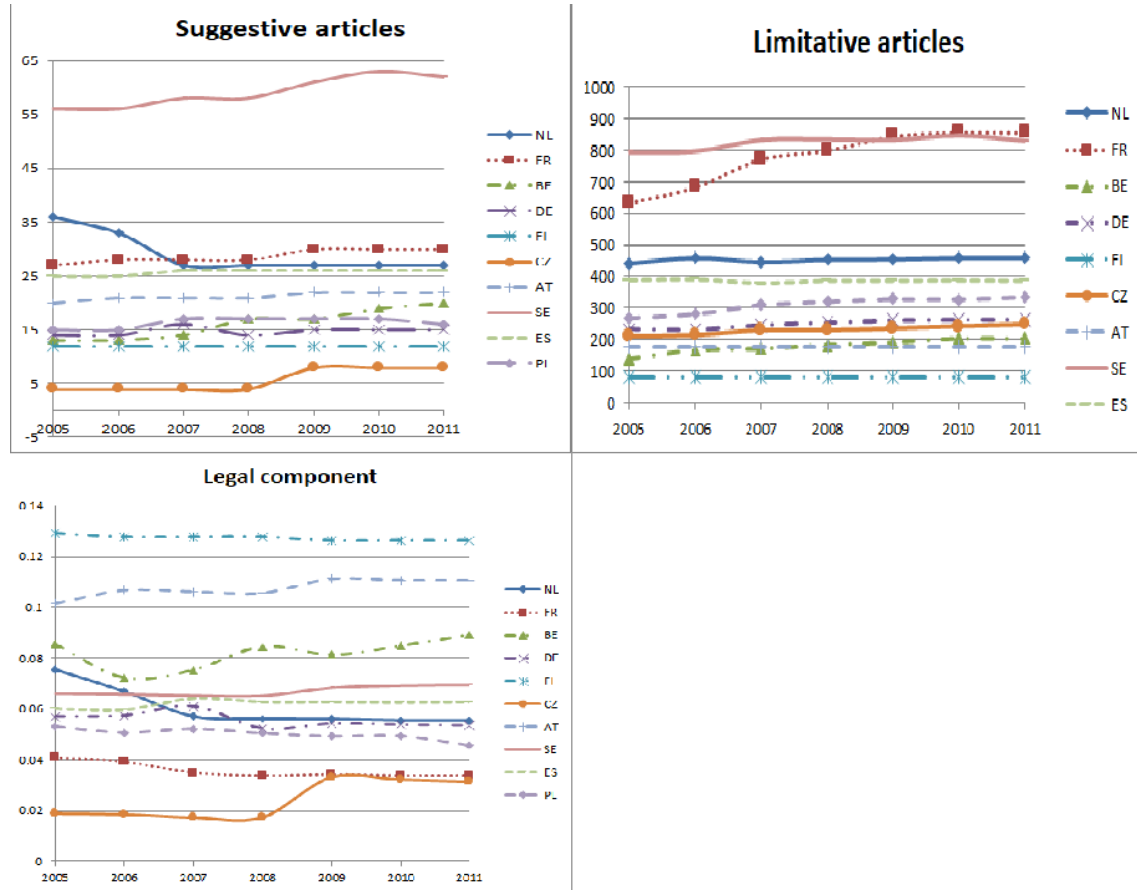 Suggestive articles
65
55
45
35
25
15
5
-5
2005 2006 2007 2008 2009 2010 2011
NL
FR
BE
DE
FI
CZ
AT
SE
ES
PL
Limitative articles
1000
900
800
700
600
500
400
300
200
100
0
2005 2006 2007 2008 2009 2010 2011
NL
FR
BE
DE
FI
CZ
AT
SE
ES
Legal component
0.14
0.12
0.1
0.08
0.06
0.04
0.02
0
2005 2006 2007 2008 2009 2010 2011
NL
FR
BE
DE
FI
CZ
AT
SE
ES
PL